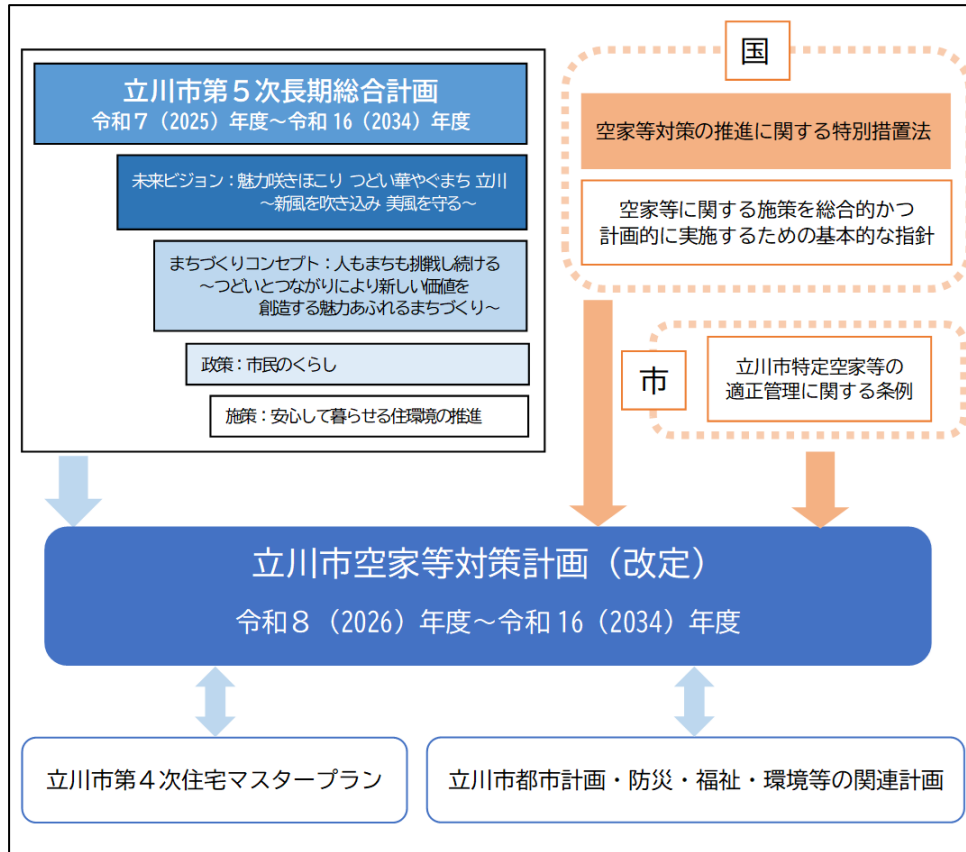 立川市第５次長期総合計画
令和７（2025）年度～令和 16（2034）年度
未来ビジョン：魅力咲きほこり つどい華やぐまち 立川
～新風を吹き込み 美風を守る～
まちづくりコンセプト：人もまちも挑戦し続ける
～つどいとつながりにより新しい価値を
創造する魅力あふれるまちづくり～
政策：市民のくらし
施策：安心して暮らせる住環境の推進
国
空家等対策の推進に関する特別措置法
空家等に関する施策を総合的かつ
計画的に実施するための基本的な指針
市
立川市特定空家等の
適正管理に関する条例
立川市空家等対策計画（改定）
令和８（2026）年度～令和 16（2034）年度
立川市第４次住宅マスタープラン
立川市都市計画・防災・福祉・環境等の関連計画